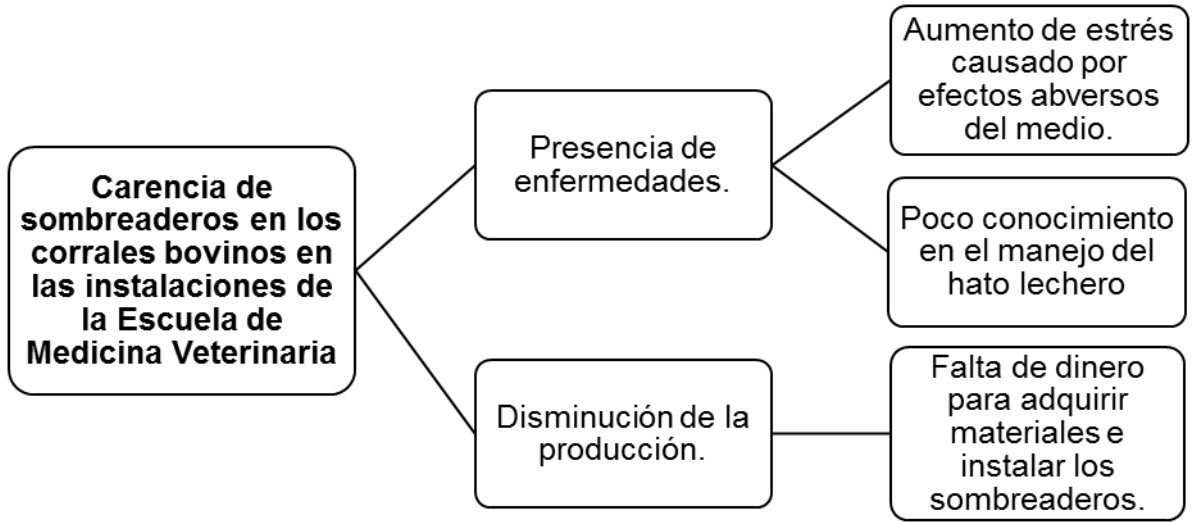 Carencia de
sombreaderos en los
corrales bovinos en
las instalaciones de
la Escuela de
Medicina Veterinaria
Presencia de
enfermedades.
Disminución de la
producción.
Aumento de estrés
causado por
efectos abversos
del medio.
Poco conocimiento
en el manejo del
hato lechero
Falta de dinero
para adquirir
materiales e
instalar los
sombreaderos.